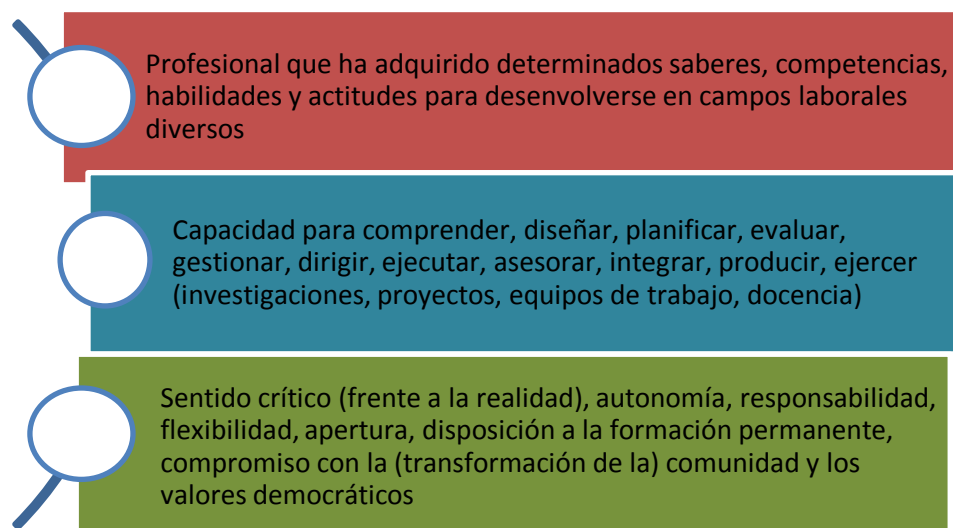 Profesional que ha adquirido determinados saberes, competencias,
habilidades y actitudes para desenvolverse en campos laborales
diversos
Capacidad para comprender, diseñar, planificar, evaluar,
gestionar, dirigir, ejecutar, asesorar, integrar, producir, ejercer
(investigaciones, proyectos, equipos de trabajo, docencia)
Sentido crítico (frente a la realidad), autonomía, responsabilidad,
flexibilidad, apertura, disposición a la formación permanente,
compromiso con la (transformación de la) comunidad y los
valores democráticos